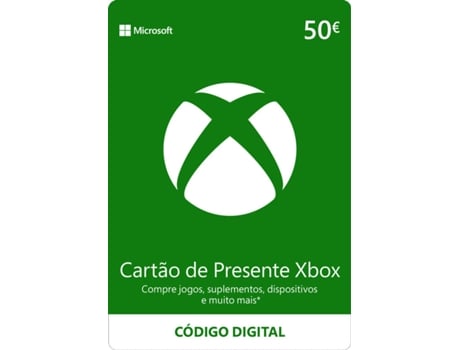 Microsoft
50€
Cartão de Presente Xbox
Compre jogos, suplementos, dispositivos
e muito mais*
CÓDIGO DIGITAL